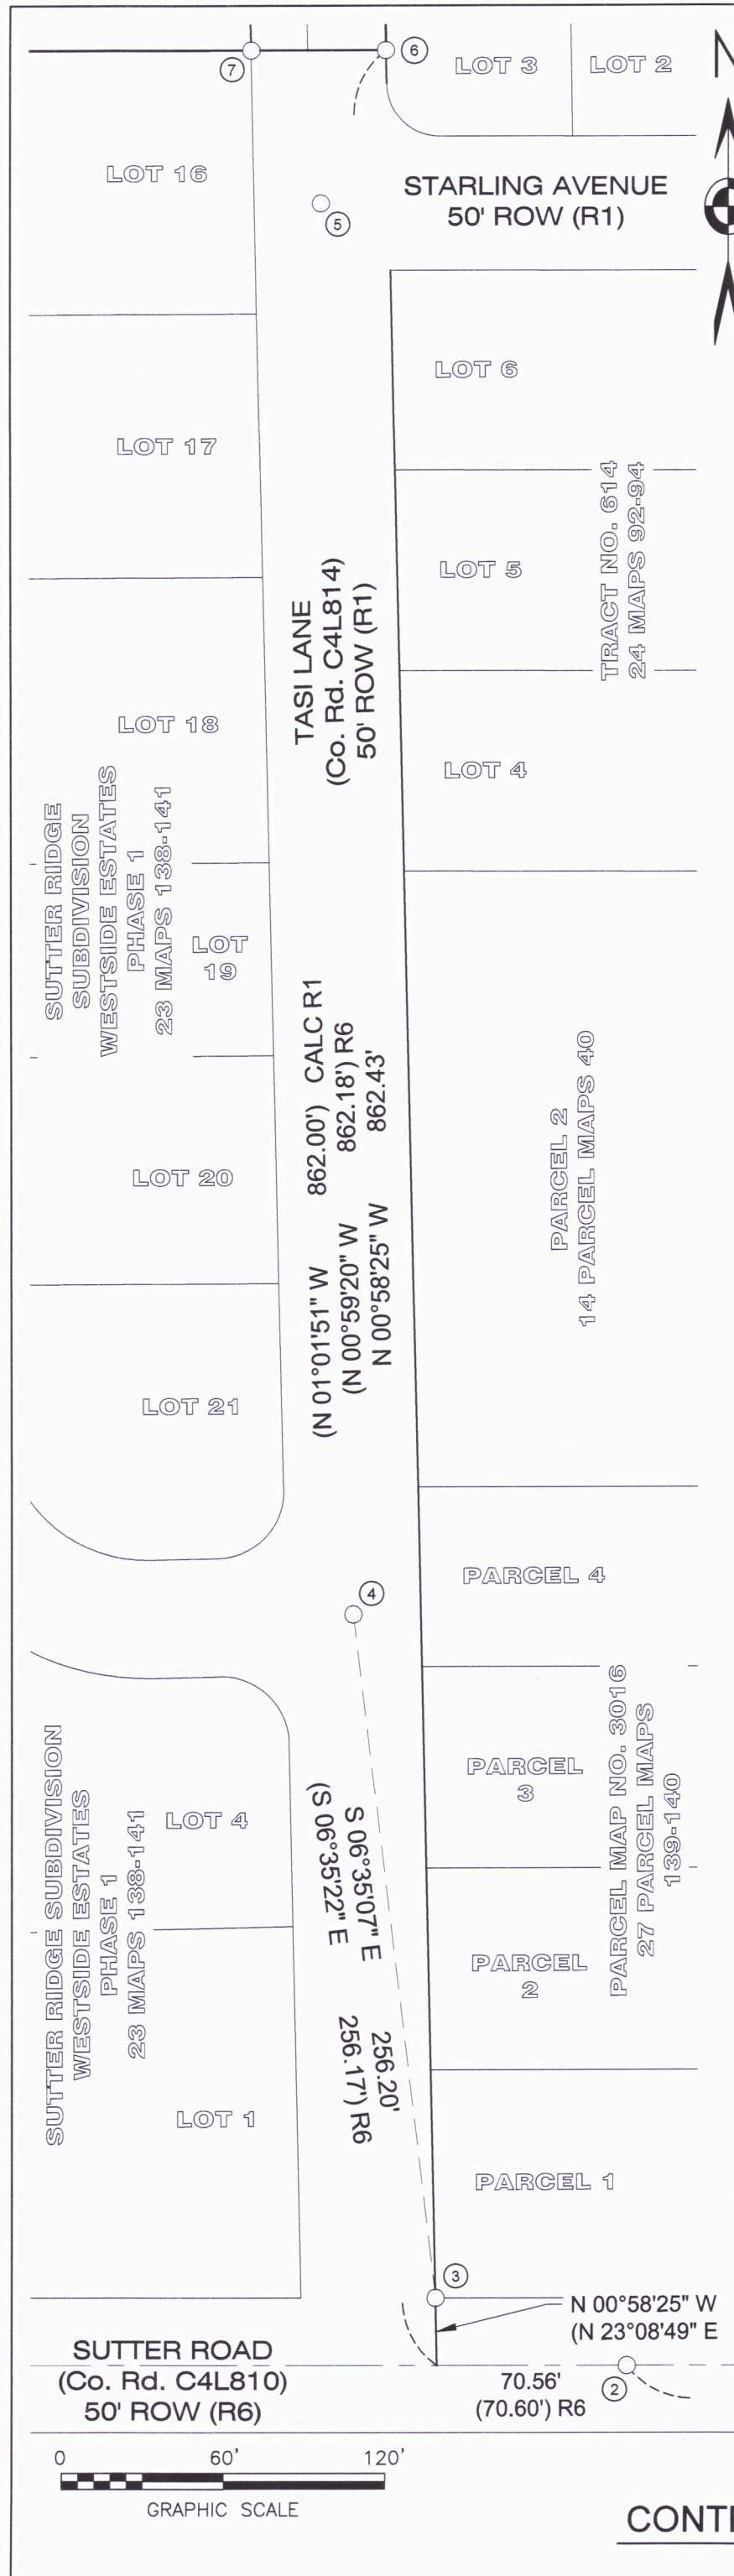 7
6
LOT 3
LOT 2
N
LOT 16
STARLING AVENUE
50' ROW (R1)
5
LOT 6
LOT 17
TRACT NO. 614
24 MAPS 92-94
LOT 5
TASI LANE
(Co. Rd. C4L814)
50' ROW (R1)
LOT 18
LOT 4
SUTTER RIDGE
SUBDIVISION
WESTSIDE ESTATES
PHASE 1
23 MAPS 138-141
LOT
19
(N 01°01'51" W 862.00') CALC R1
(N 00°59'20" W 862.18') R6
N 00°58'25" W 862.43'
PARCEL 2
14 PARCEL MAPS 40
LOT 20
LOT 21
PARCEL 4
4
PARCEL
3
PARCEL MAP NO. 3016
27 PARCEL MAPS
139-140
SUTTER RIDGE SUBDIVISION
WESTSIDE ESTATES
PHASE 1
23 MAPS 138-141
LOT 4
S 06°35'07" E 256.20'
(S 06°35'22" E 256.17') R6
PARCEL
2
LOT 1
PARCEL 1
3
N 00°58'25" W
(N 23°08'49" E
SUTTER ROAD
(Co. Rd. C4L810)
50' ROW (R6)
70.56'
(70.60') R6
2
0 60' 120'
GRAPHIC SCALE